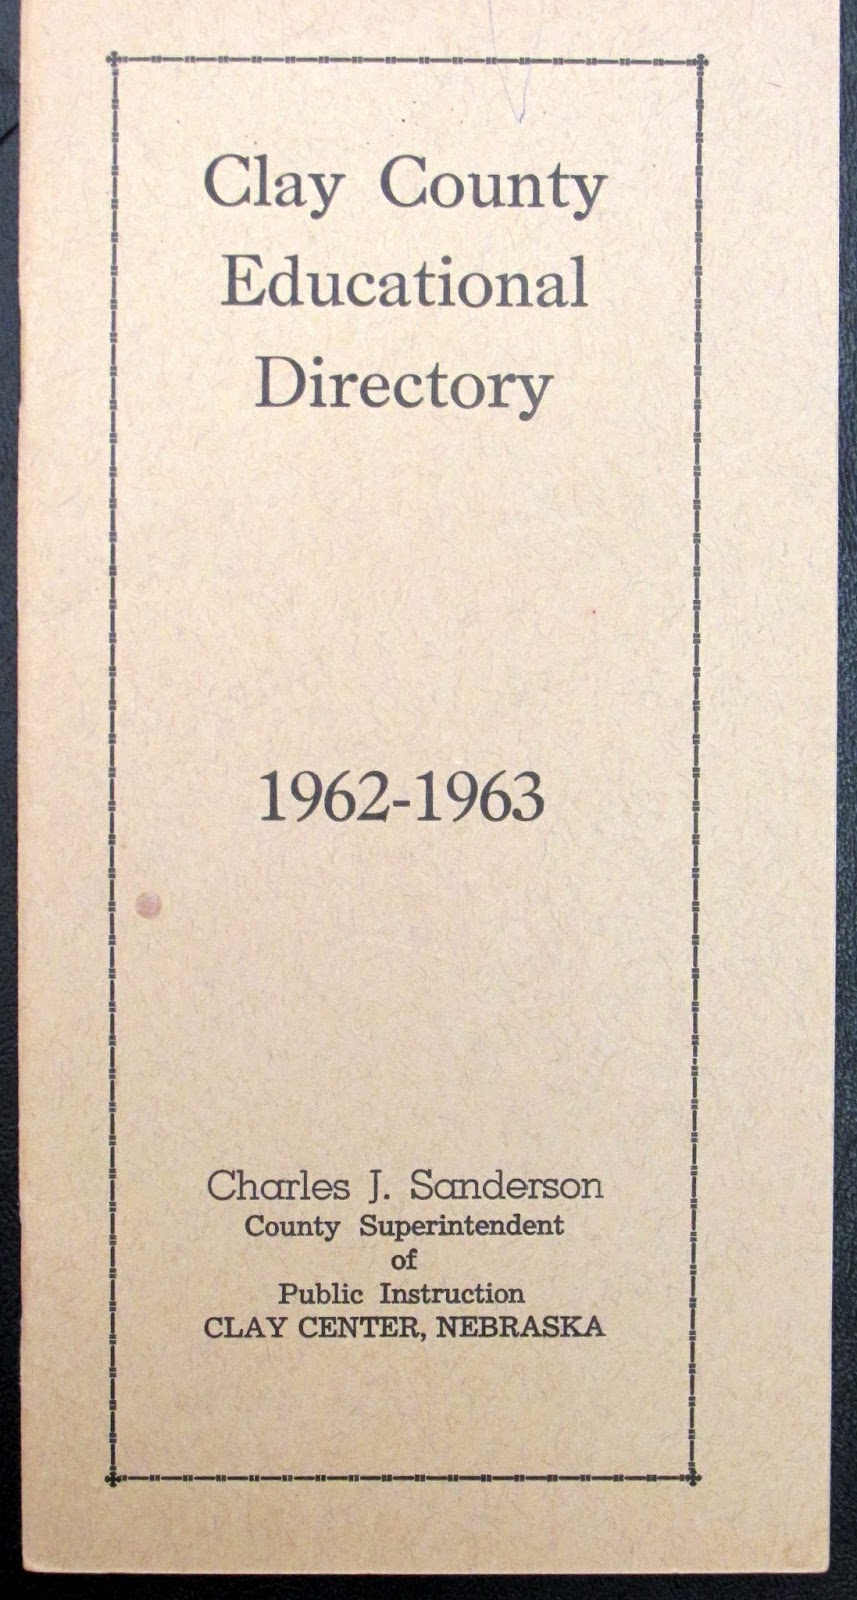 Clay County
Educational
Directory
1962-1963
Charles J. Sanderson
County Superintendent
of
Public Instruction
CLAY CENTER, NEBRASKA